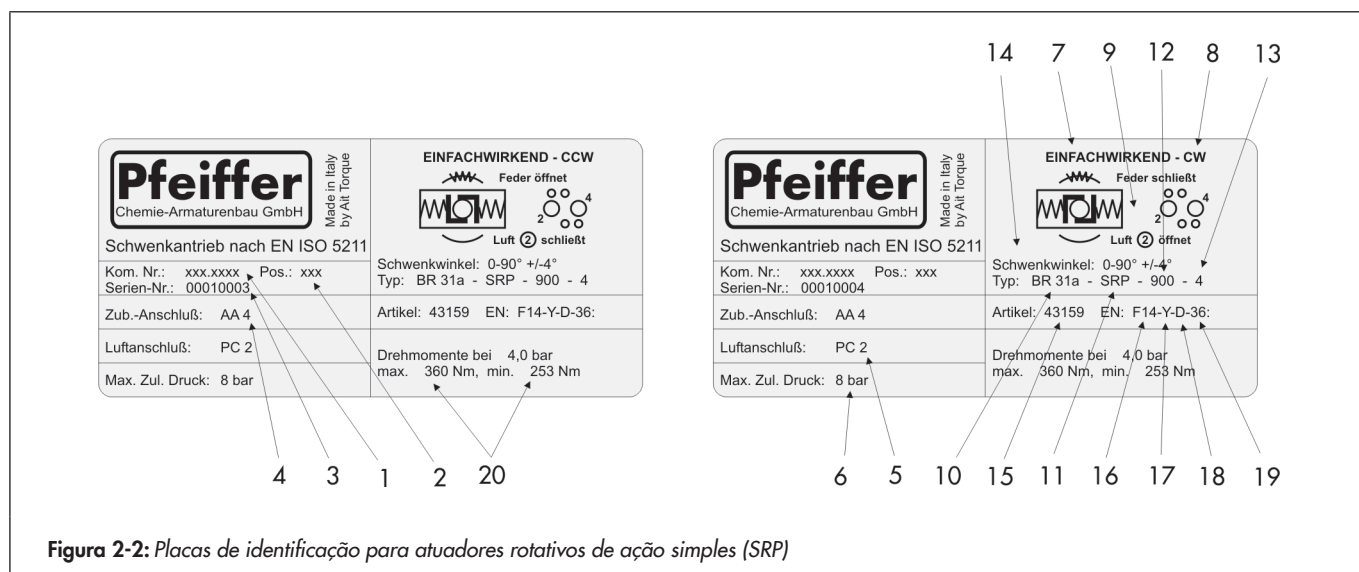 14 7 9 12 8 13
Pfeiffer
Chemie-Armaturenbau GmbH
Made in Italy
by Ait Torque
Schwenkantrieb nach EN ISO 5211
Kom. Nr.: xxx.xxxx Pos.: xxx
Serien-Nr.: 00010003
Zub.-Anschluß: AA 4
Luftanschluß: PC 2
Max. Zul. Druck: 8 bar
EINFACHWIRKEND - CCW
Feder öffnet
2 4
Luft 2 schließt
Schwenkwinkel: 0-90° +/-4°
Typ: BR 31a - SRP - 900 - 4
Artikel: 43159 EN: F14-Y-D-36:
Drehmomente bei 4,0 bar
max. 360 Nm, min. 253 Nm
Pfeiffer
Chemie-Armaturenbau GmbH
Made in Italy
by Ait Torque
Schwenkantrieb nach EN ISO 5211
Kom. Nr.: xxx.xxxx Pos.: xxx
Serien-Nr.: 00010004
Zub.-Anschluß: AA 4
Luftanschluß: PC 2
Max. Zul. Druck: 8 bar
EINFACHWIRKEND - CW
Feder schließt
2 4
Luft 2 öffnet
Schwenkwinkel: 0-90° +/-4°
Typ: BR 31a - SRP - 900 - 4
Artikel: 43159 EN: F14-Y-D-36:
Drehmomente bei 4,0 bar
max. 360 Nm, min. 253 Nm
4 3 1 2 20 6 5 10 15 11 16 17 18 19
Figura 2-2: Placas de identificação para atuadores rotativos de ação simples (SRP)